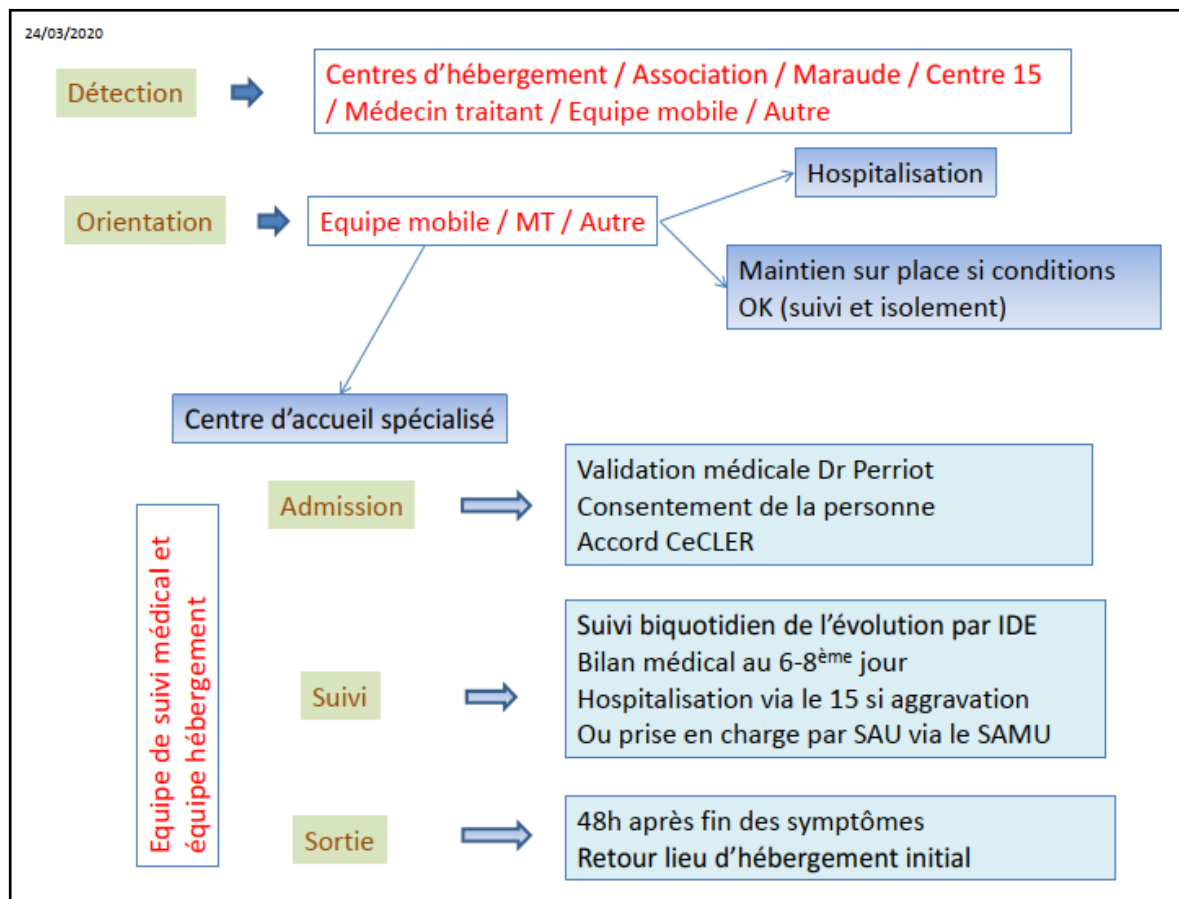 24/03/2020
Détection
Centres d’hébergement / Association / Maraude / Centre 15
/ Médecin traitant / Equipe mobile / Autre
Hospitalisation
Orientation
Equipe mobile / MT / Autre
Maintien sur place si conditions
OK (suivi et isolement)
Centre d’accueil spécialisé
Equipe de suivi médical et
équipe hébergement
Admission
Validation médicale Dr Perriot
Consentement de la personne
Accord CeCLER
Suivi
Suivi biquotidien de l’évolution par IDE
Bilan médical au 6-8ème jour
Hospitalisation via le 15 si aggravation
Ou prise en charge par SAU via le SAMU
Sortie
48h après fin des symptômes
Retour lieu d’hébergement initial